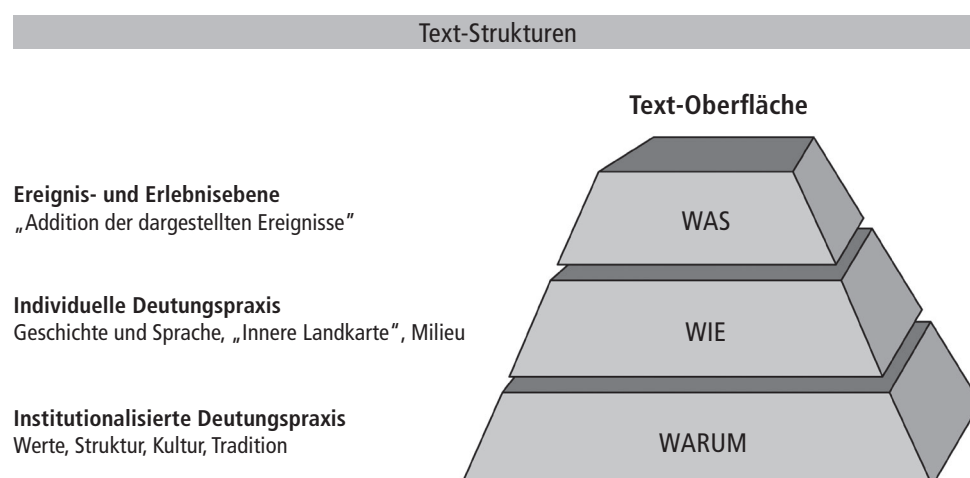 Text-Strukturen
Text-Oberfläche
Ereignis- und Erlebnisebene
„Addition der dargestellten Ereignisse”
WAS
Individuelle Deutungspraxis
Geschichte und Sprache, „Innere Landkarte”, Milieu
WIE
Institutionalisierte Deutungspraxis
Werte, Struktur, Kultur, Tradition
WARUM